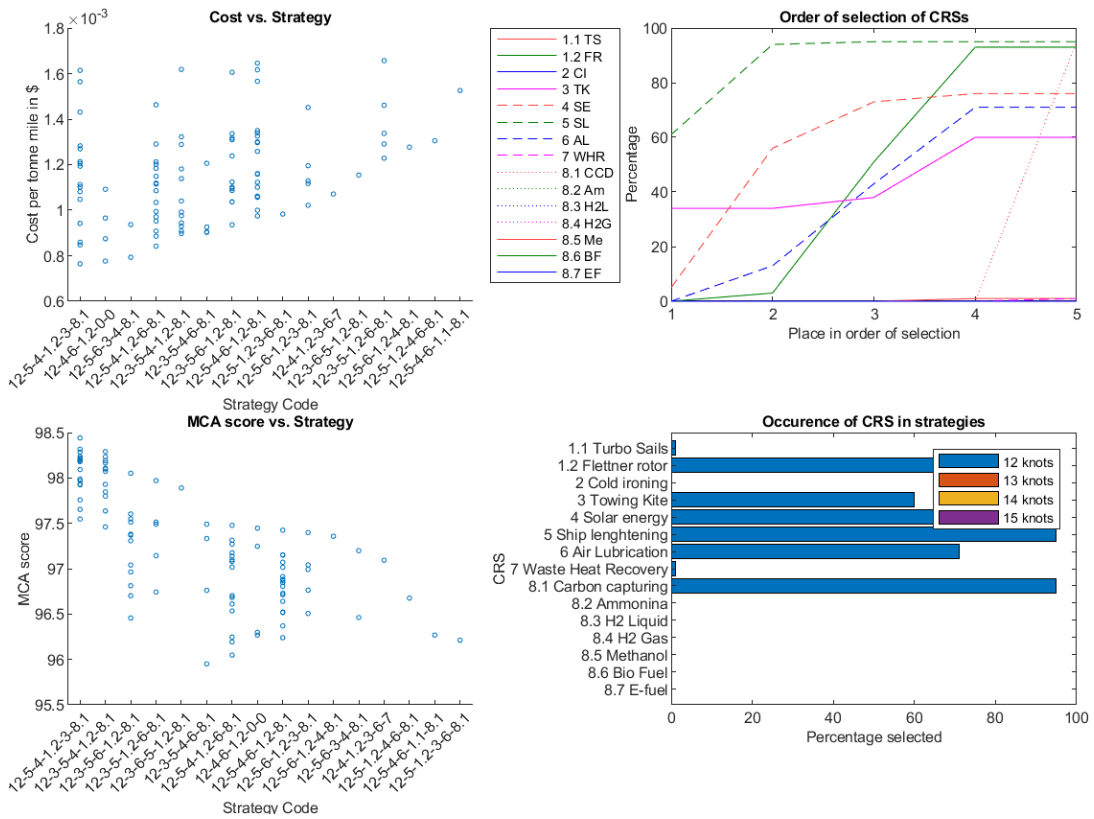 Cost vs. Strategy
×10⁻³
1.8
1.6
1.4
1.2
1
0.8
0.6
Cost per tonne mile in $
12-5-4-1.2-3-8.1
12-4-6-1.2-0-0
12-5-6-3-4-8.1
12-5-4-1.2-6-8.1
12-3-5-4-1.2-8.1
12-3-5-4-6-8.1
12-3-5-6-1.2-8.1
12-5-4-6-1.2-8.1
12-5-1.2-3-6-8.1
12-5-6-1.2-3-8.1
12-4-1.2-3-6-7
12-3-6-5-1.2-8.1
12-3-5-1.2-6-8.1
12-5-6-1.2-4-8.1
12-5-1.2-4-6-8.1
12-5-4-6-1.1-8.1
Strategy Code
1.1 TS
1.2 FR
2 CI
3 TK
4 SE
5 SL
6 AL
7 WHR
8.1 CCD
8.2 Am
8.3 H2L
8.4 H2G
8.5 Me
8.6 BF
8.7 EF
Order of selection of CRSs
100
80
60
40
20
0
Percentage
1 2 3 4 5
Place in order of selection
MCA score vs. Strategy
98.5
98
97.5
97
96.5
96
95.5
MCA score
12-5-4-1.2-3-8.1
12-3-5-4-1.2-8.1
12-3-5-6-1.2-8.1
12-3-5-1.2-6-8.1
12-3-6-5-1.2-8.1
12-3-5-4-6-8.1
12-5-4-1.2-6-8.1
12-4-6-1.2-0-0
12-5-4-6-1.2-8.1
12-5-6-1.2-3-8.1
12-5-6-1.2-4-8.1
12-5-6-3-4-8.1
12-4-1.2-3-6-7
12-5-1.2-4-6-8.1
12-5-4-6-1.1-8.1
12-5-1.2-3-6-8.1
Strategy Code
Occurence of CRS in strategies
1.1 Turbo Sails
1.2 Flettner rotor
2 Cold ironing
3 Towing Kite
4 Solar energy
5 Ship lenghtening
6 Air Lubrication
7 Waste Heat Recovery
8.1 Carbon capturing
8.2 Ammonina
8.3 H2 Liquid
8.4 H2 Gas
8.5 Methanol
8.6 Bio Fuel
8.7 E-fuel
CRS
12 knots
13 knots
14 knots
15 knots
0 20 40 60 80 100
Percentage selected